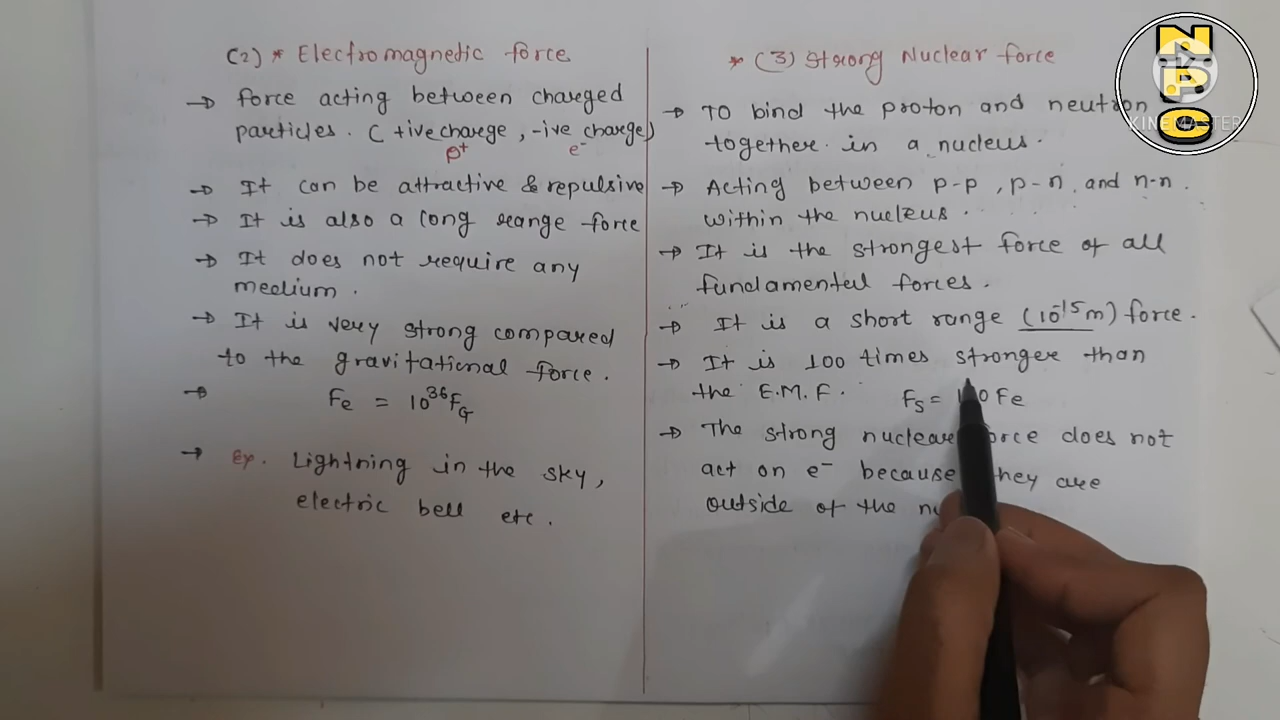 (2) * Electromagnetic force
→ force acting between charged
particles. ( +ive charge, -ive charge)
p⁺ e⁻
→ It can be attractive & repulsive
→ It is also a long range force
→ It does not require any
medium.
→ It is very strong compared
to the gravitational force.
→ Fe = 10³⁶FG
→ Ex. Lightning in the sky,
electric bell etc.
* (3) Strong Nuclear force
→ To bind the proton and neutron
together. in a nucleus.
→ Acting between p-p, p-n. and n-n.
within the nucleus.
→ It is the strongest force of all
fundamental forces.
→ It is a short range (10⁻¹⁵m) force.
→ It is 100 times stronger than
the E.M.F. Fs = 100Fe
→ The strong nuclear force does not
act on e⁻ because they are
outside of the
N
P
C
KINEMASTER